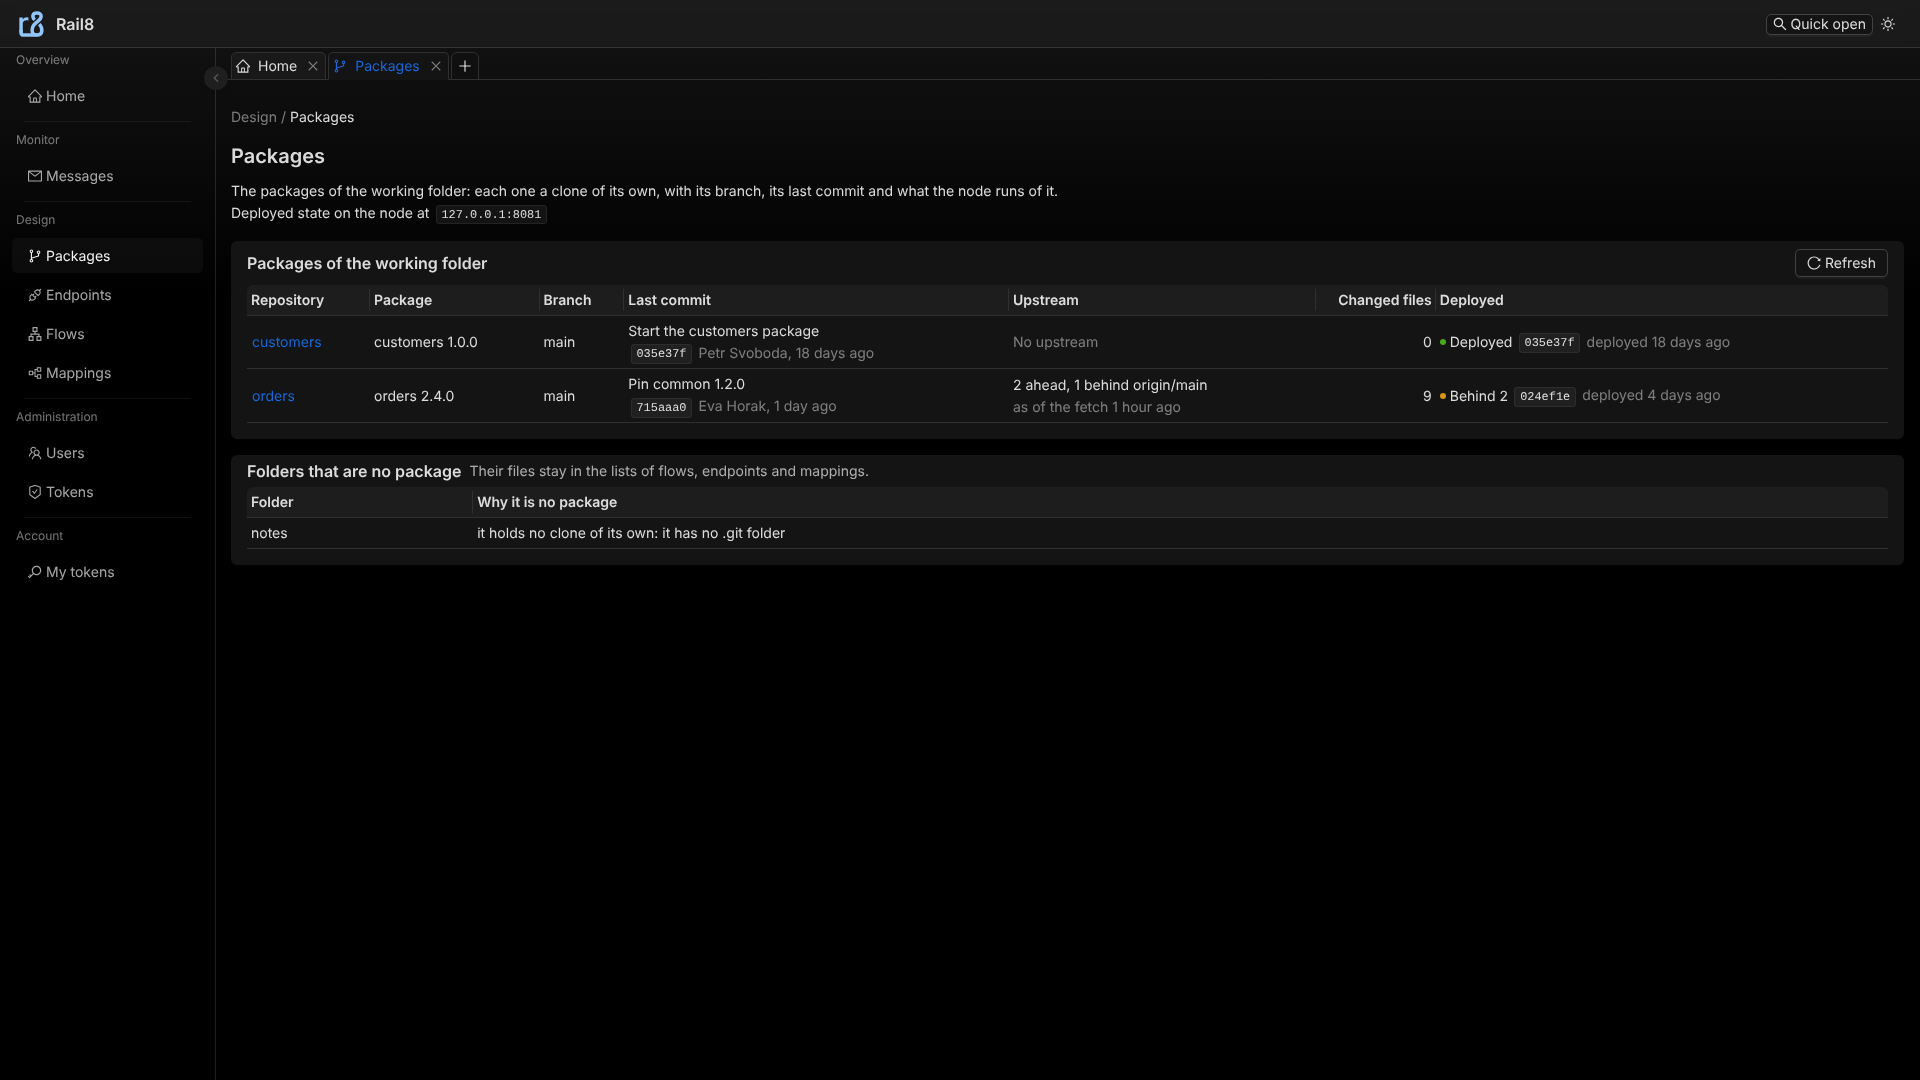 Rail8
Quick open
Overview
Home
Monitor
Messages
Design
Packages
Endpoints
Flows
Mappings
Administration
Users
Tokens
Account
My tokens
Home
Packages
Design / Packages
Packages
The packages of the working folder: each one a clone of its own, with its branch, its last commit and what the node runs of it.
Deployed state on the node at 127.0.0.1:8081
Packages of the working folder
Refresh
Repository Package Branch Last commit Upstream Changed files Deployed
customers customers 1.0.0 main Start the customers package No upstream 0 Deployed 035e37f deployed 18 days ago
035e37f Petr Svoboda, 18 days ago
orders orders 2.4.0 main Pin common 1.2.0 2 ahead, 1 behind origin/main 9 Behind 2 024ef1e deployed 4 days ago
715aaa0 Eva Horak, 1 day ago as of the fetch 1 hour ago
Folders that are no package Their files stay in the lists of flows, endpoints and mappings.
Folder Why it is no package
notes it holds no clone of its own: it has no .git folder